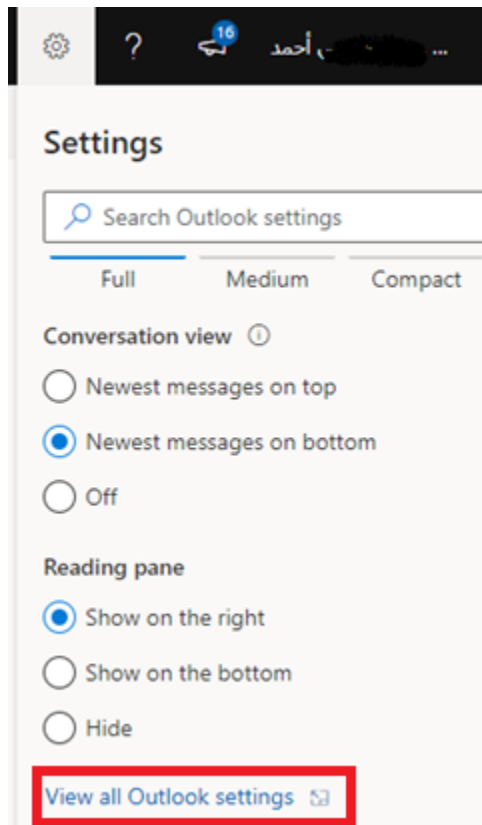 ? 16 أحمد ...
Settings
Search Outlook settings
Full Medium Compact
Conversation view
Newest messages on top
Newest messages on bottom
Off
Reading pane
Show on the right
Show on the bottom
Hide
View all Outlook settings